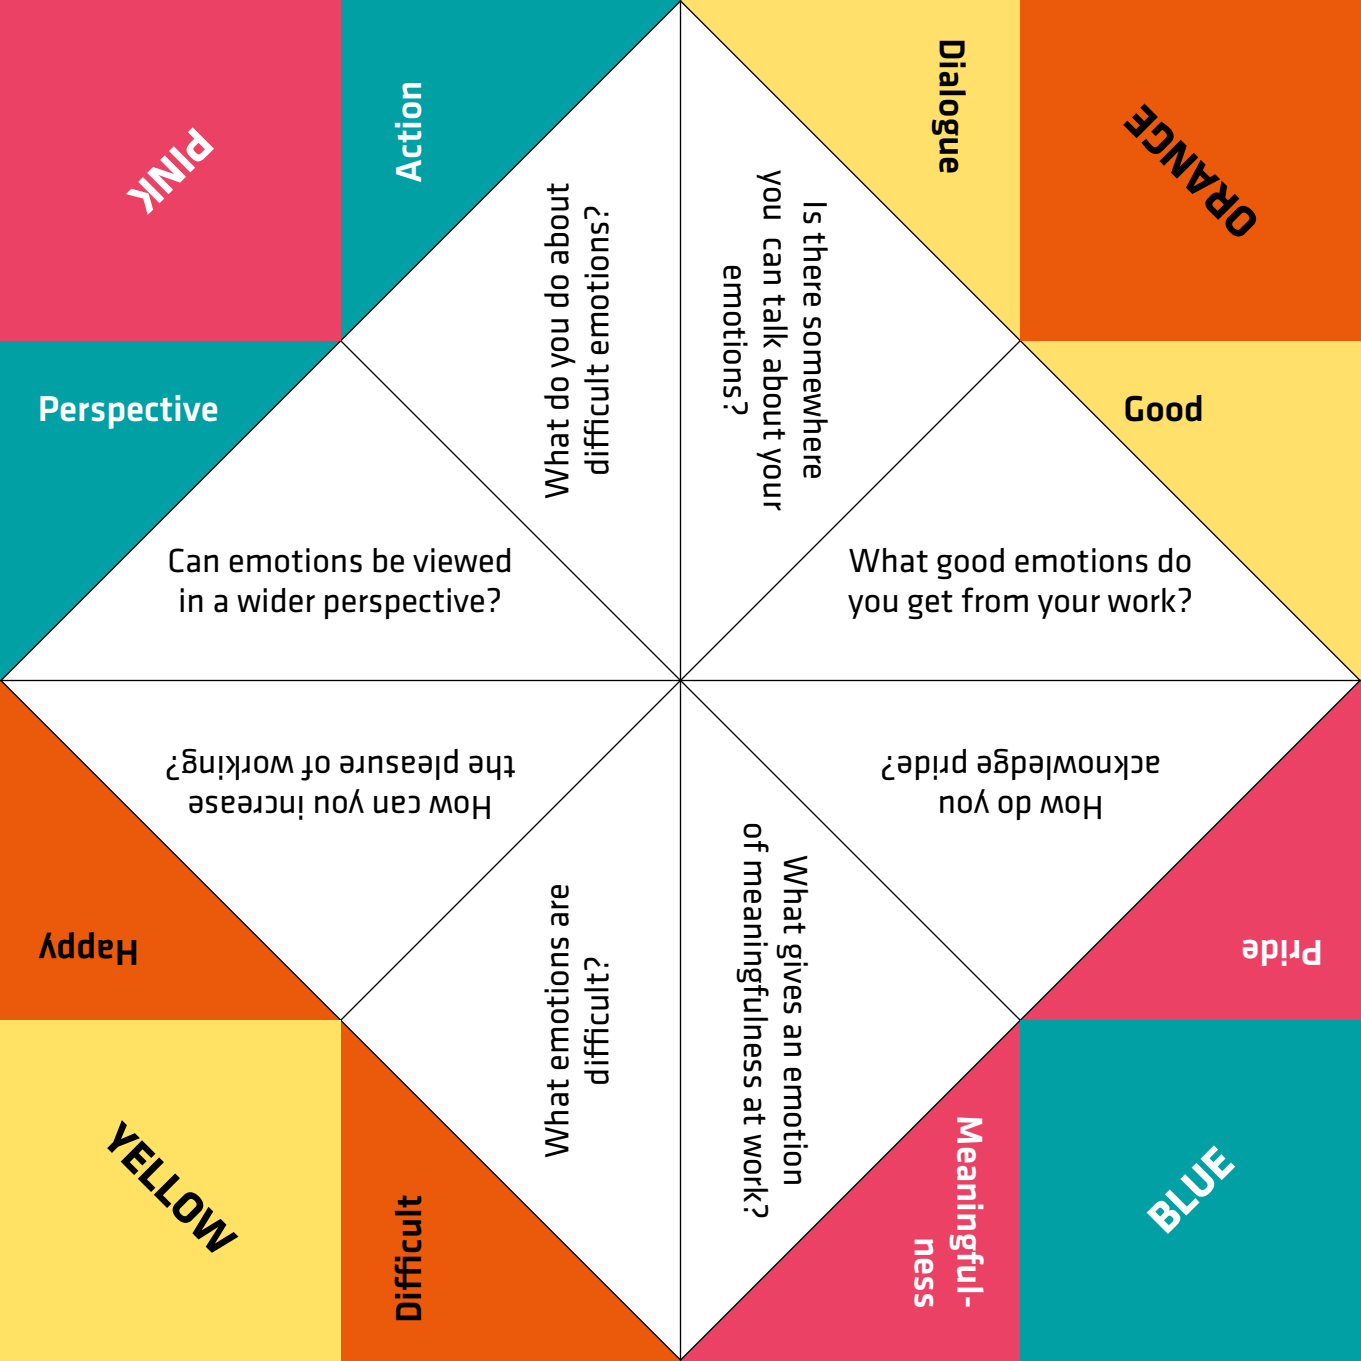 PINK
Action
Dialogue
ORANGE
What do you do about
difficult emotions?
Is there somewhere
you can talk about your
emotions?
Perspective
Good
Can emotions be viewed
in a wider perspective?
What good emotions do
you get from your work?
How can you increase
the pleasure of working?
How do you
acknowledge pride?
Happy
What emotions are
difficult?
What gives an emotion
of meaningfulness at work?
Pride
YELLOW
Difficult
Meaningful-
ness
BLUE